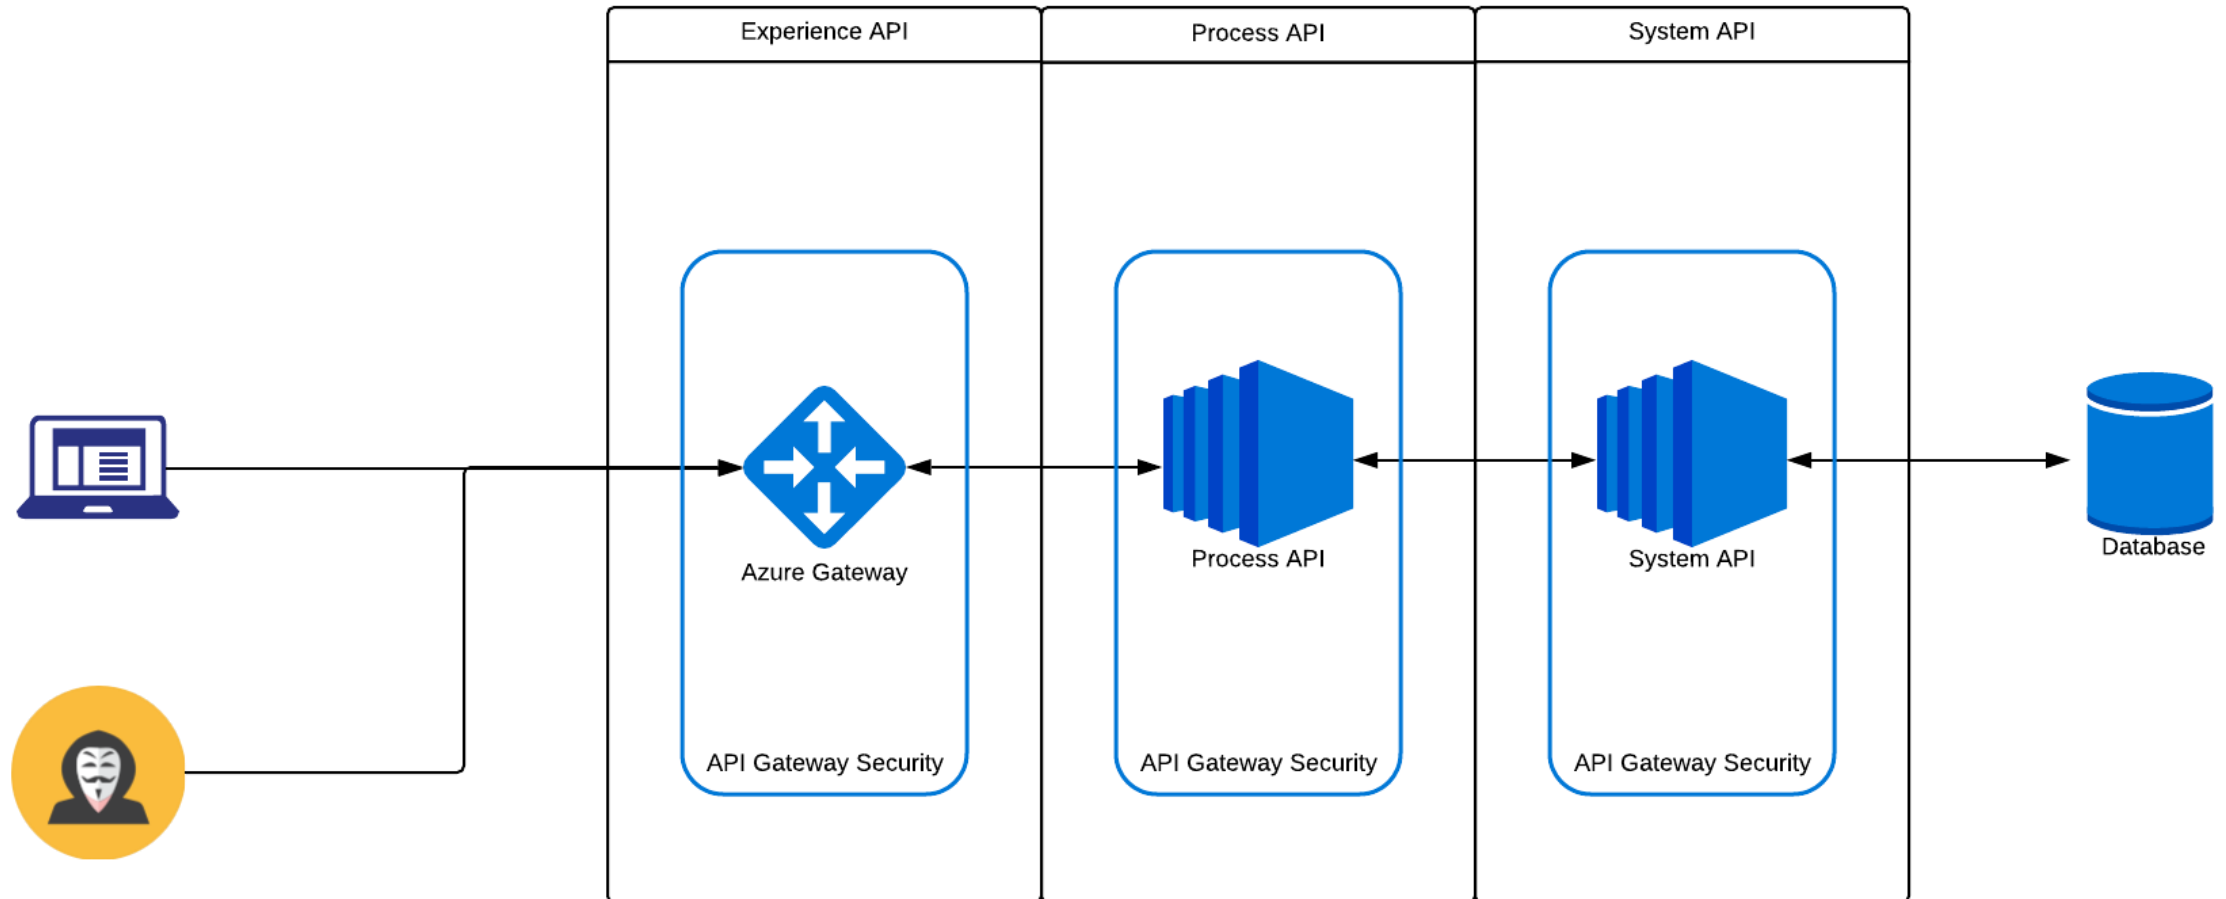 Experience API
Process API
System API
Azure Gateway
Process API
System API
Database
API Gateway Security
API Gateway Security
API Gateway Security